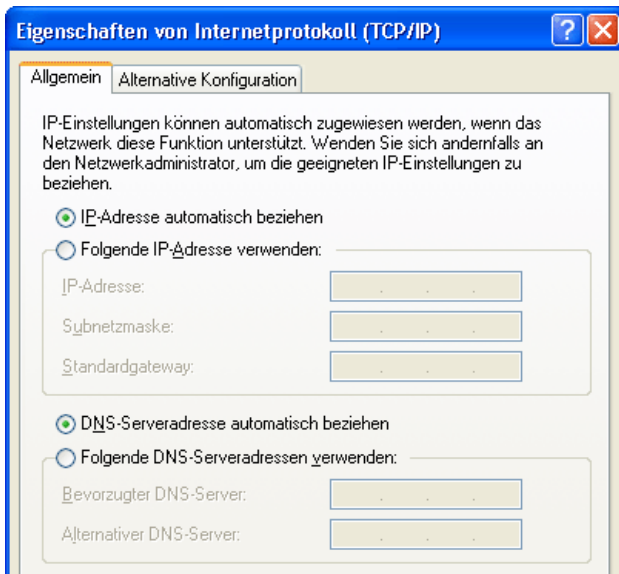 Eigenschaften von Internetprotokoll (TCP/IP)
Allgemein
Alternative Konfiguration
IP-Einstellungen können automatisch zugewiesen werden, wenn das
Netzwerk diese Funktion unterstützt. Wenden Sie sich andernfalls an
den Netzwerkadministrator, um die geeigneten IP-Einstellungen zu
beziehen.
IP-Adresse automatisch beziehen
Folgende IP-Adresse verwenden:
IP-Adresse:
Subnetzmaske:
Standardgateway:
DNS-Serveradresse automatisch beziehen
Folgende DNS-Serveradressen verwenden:
Bevorzugter DNS-Server:
Alternativer DNS-Server: